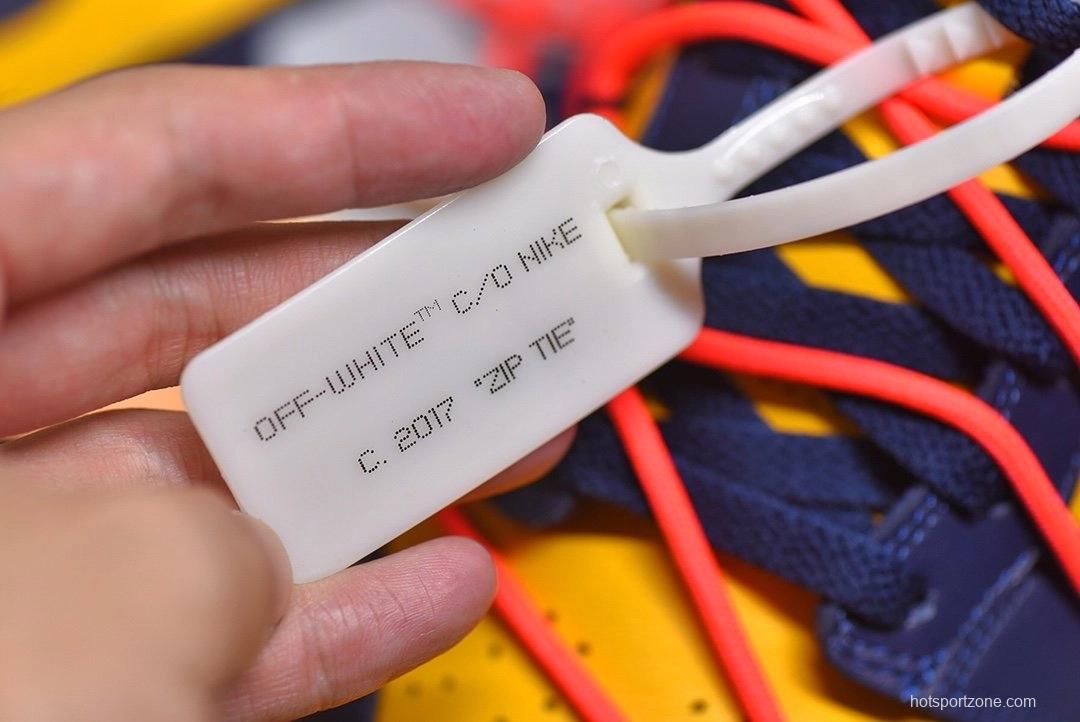 OFF-WHITE™ C/O NIKE
C. 2017 "ZIP TIE"
hotsportzone.com